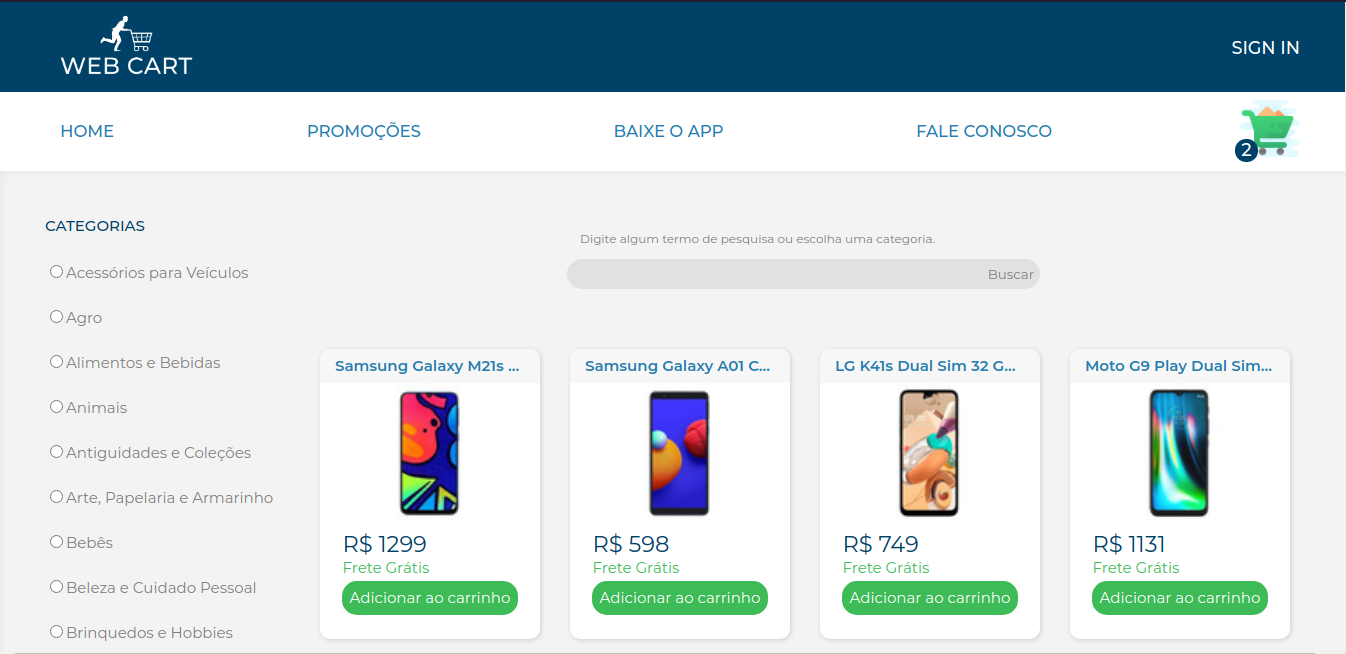 WEB CART
SIGN IN
HOME
PROMOÇÕES
BAIXE O APP
FALE CONOSCO
2
CATEGORIAS
Digite algum termo de pesquisa ou escolha uma categoria.
Buscar
Acessórios para Veículos
Agro
Alimentos e Bebidas
Animais
Antiguidades e Coleções
Arte, Papelaria e Armarinho
Bebês
Beleza e Cuidado Pessoal
Brinquedos e Hobbies
Samsung Galaxy M21s ...
R$ 1299
Frete Grátis
Adicionar ao carrinho
Samsung Galaxy A01 C...
R$ 598
Frete Grátis
Adicionar ao carrinho
LG K41s Dual Sim 32 G...
R$ 749
Frete Grátis
Adicionar ao carrinho
Moto G9 Play Dual Sim...
R$ 1131
Frete Grátis
Adicionar ao carrinho